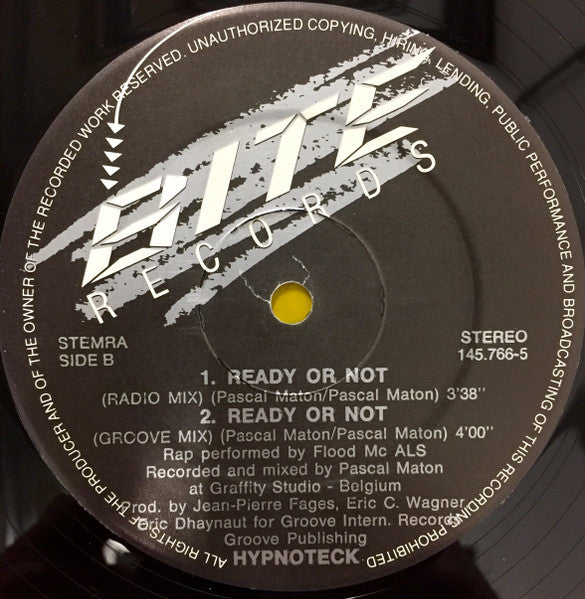 ALL RIGHTS OF THE PRODUCER AND OF THE OWNER OF THE RECORDED WORK RESERVED. UNAUTHORIZED COPYING, HIRING, LENDING, PUBLIC PERFORMANCE AND BROADCASTING OF THIS RECORDING PROHIBITED
BITE
RECORDS
STEMRA
SIDE B
STEREO
145.766-5
1. READY OR NOT
(RADIO MIX) (Pascal Maton/Pascal Maton) 3'38''
2. READY OR NOT
(GROOVE MIX) (Pascal Maton/Pascal Maton) 4'00''
Rap performed by Flood Mc ALS
Recorded and mixed by Pascal Maton
at Graffity Studio - Belgium
Prod. by Jean-Pierre Fages, Eric C. Wagner,
Eric Dhaynaut for Groove Intern. Records
Groove Publishing
HYPNOTECK